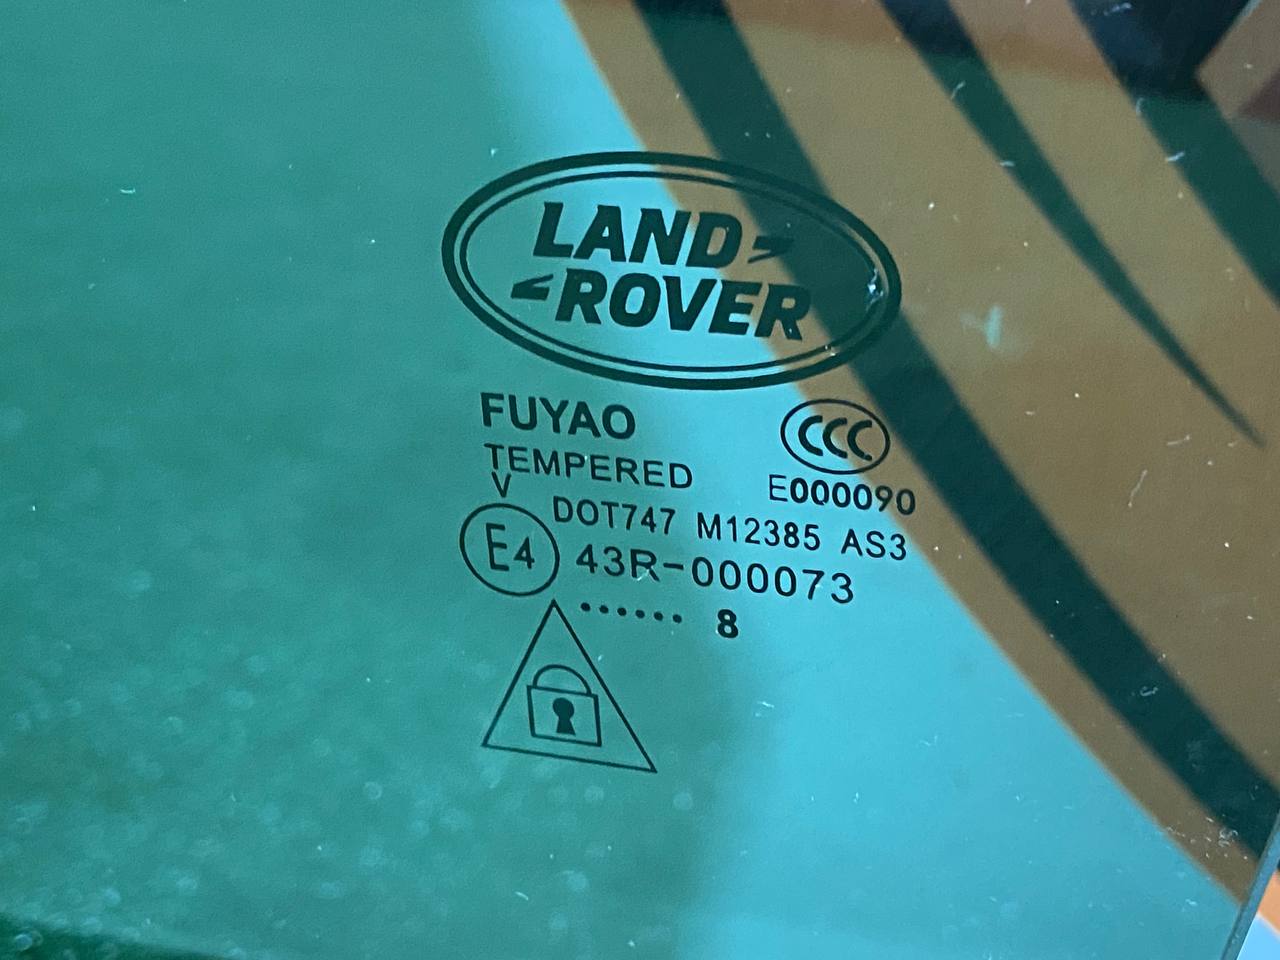 LAND
ROVER
FUYAO
CCC
TEMPERED
E000090
V
DOT747 M12385 AS3
E4
43R-000073
...... 8